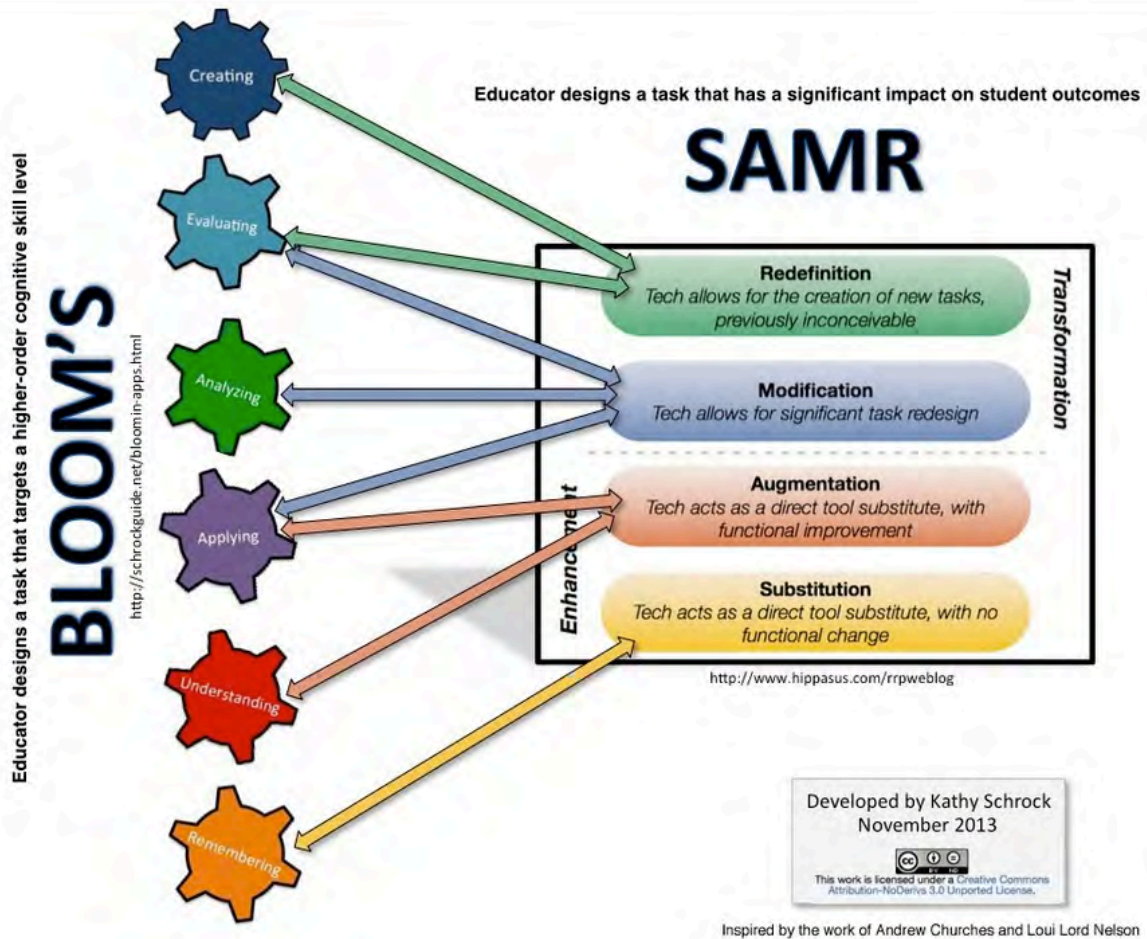 Educator designs a task that targets a higher-order cognitive skill level
BLOOM'S
http://schrockguide.net/bloomin-apps.html
Creating
Evaluating
Analyzing
Applying
Understanding
Remembering
Educator designs a task that has a significant impact on student outcomes
SAMR
Transformation
Enhancement
Redefinition
Tech allows for the creation of new tasks,
previously inconceivable
Modification
Tech allows for significant task redesign
Augmentation
Tech acts as a direct tool substitute, with
functional improvement
Substitution
Tech acts as a direct tool substitute, with no
functional change
http://www.hippasus.com/rrpweblog
Developed by Kathy Schrock
November 2013
cc
BY ND
This work is licensed under a Creative Commons
Attribution-NoDerivs 3.0 Unported License.
Inspired by the work of Andrew Churches and Loui Lord Nelson